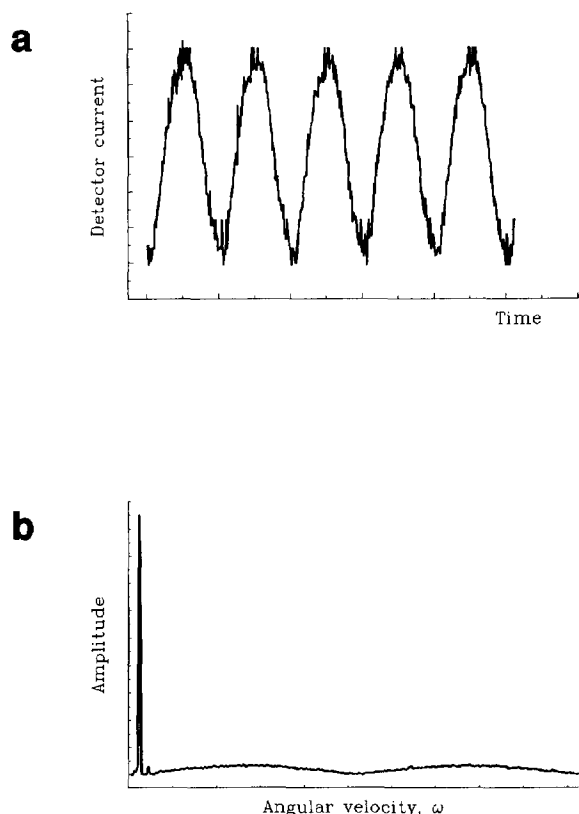 a
Detector current
Time
b
Amplitude
Angular velocity, ω